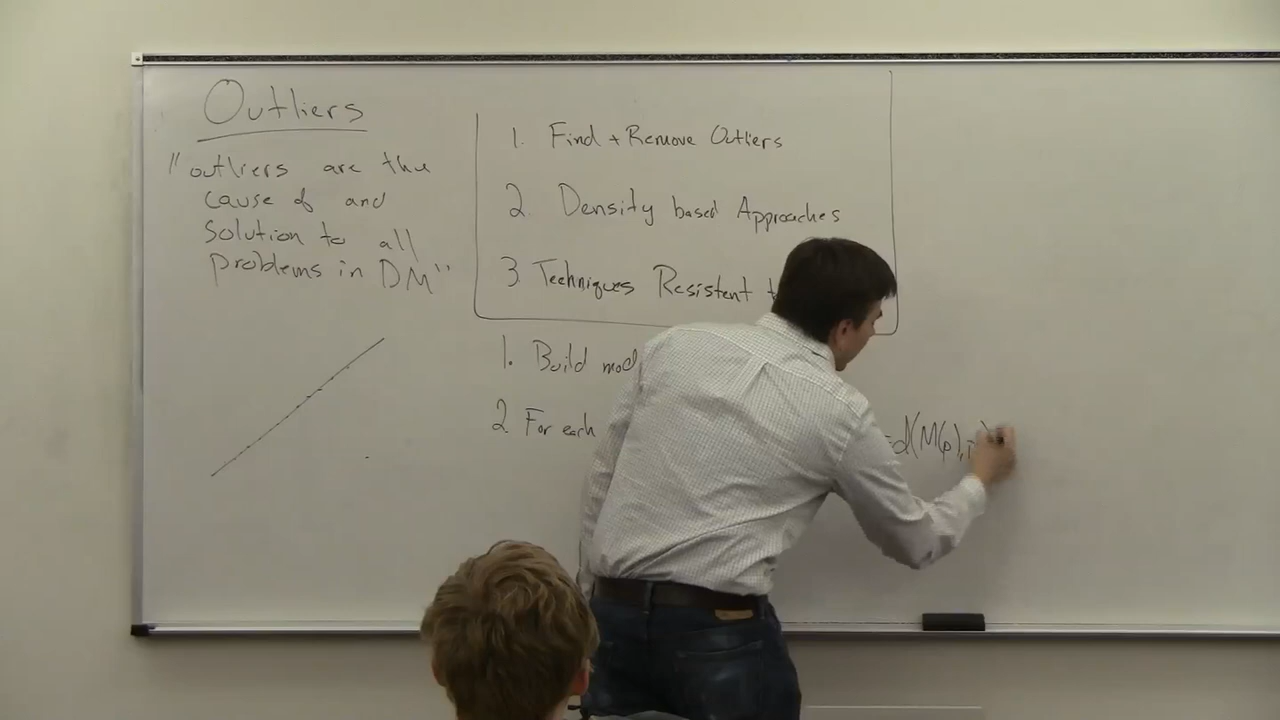 Outliers
"outliers are the
cause of and
solution to all
problems in DM"
1. Find + Remove Outliers
2. Density based Approaches
3. Techniques Resistent
1. Build
2. For each
d(M(p),